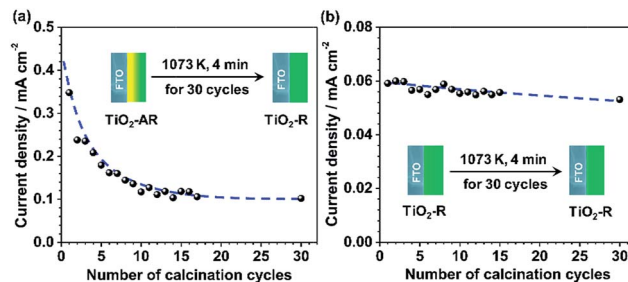 (a)
Current density / mA cm-2
0.5
0.4
0.3
0.2
0.1
0.0
FTO
TiO2-AR
1073 K, 4 min
for 30 cycles
TiO2-R
0 5 10 15 20 25 30
Number of calcination cycles
(b)
Current density / mA cm-2
0.08
0.06
0.04
0.02
0.00
FTO
TiO2-R
1073 K, 4 min
for 30 cycles
FTO
TiO2-R
0 5 10 15 20 25 30
Number of calcination cycles